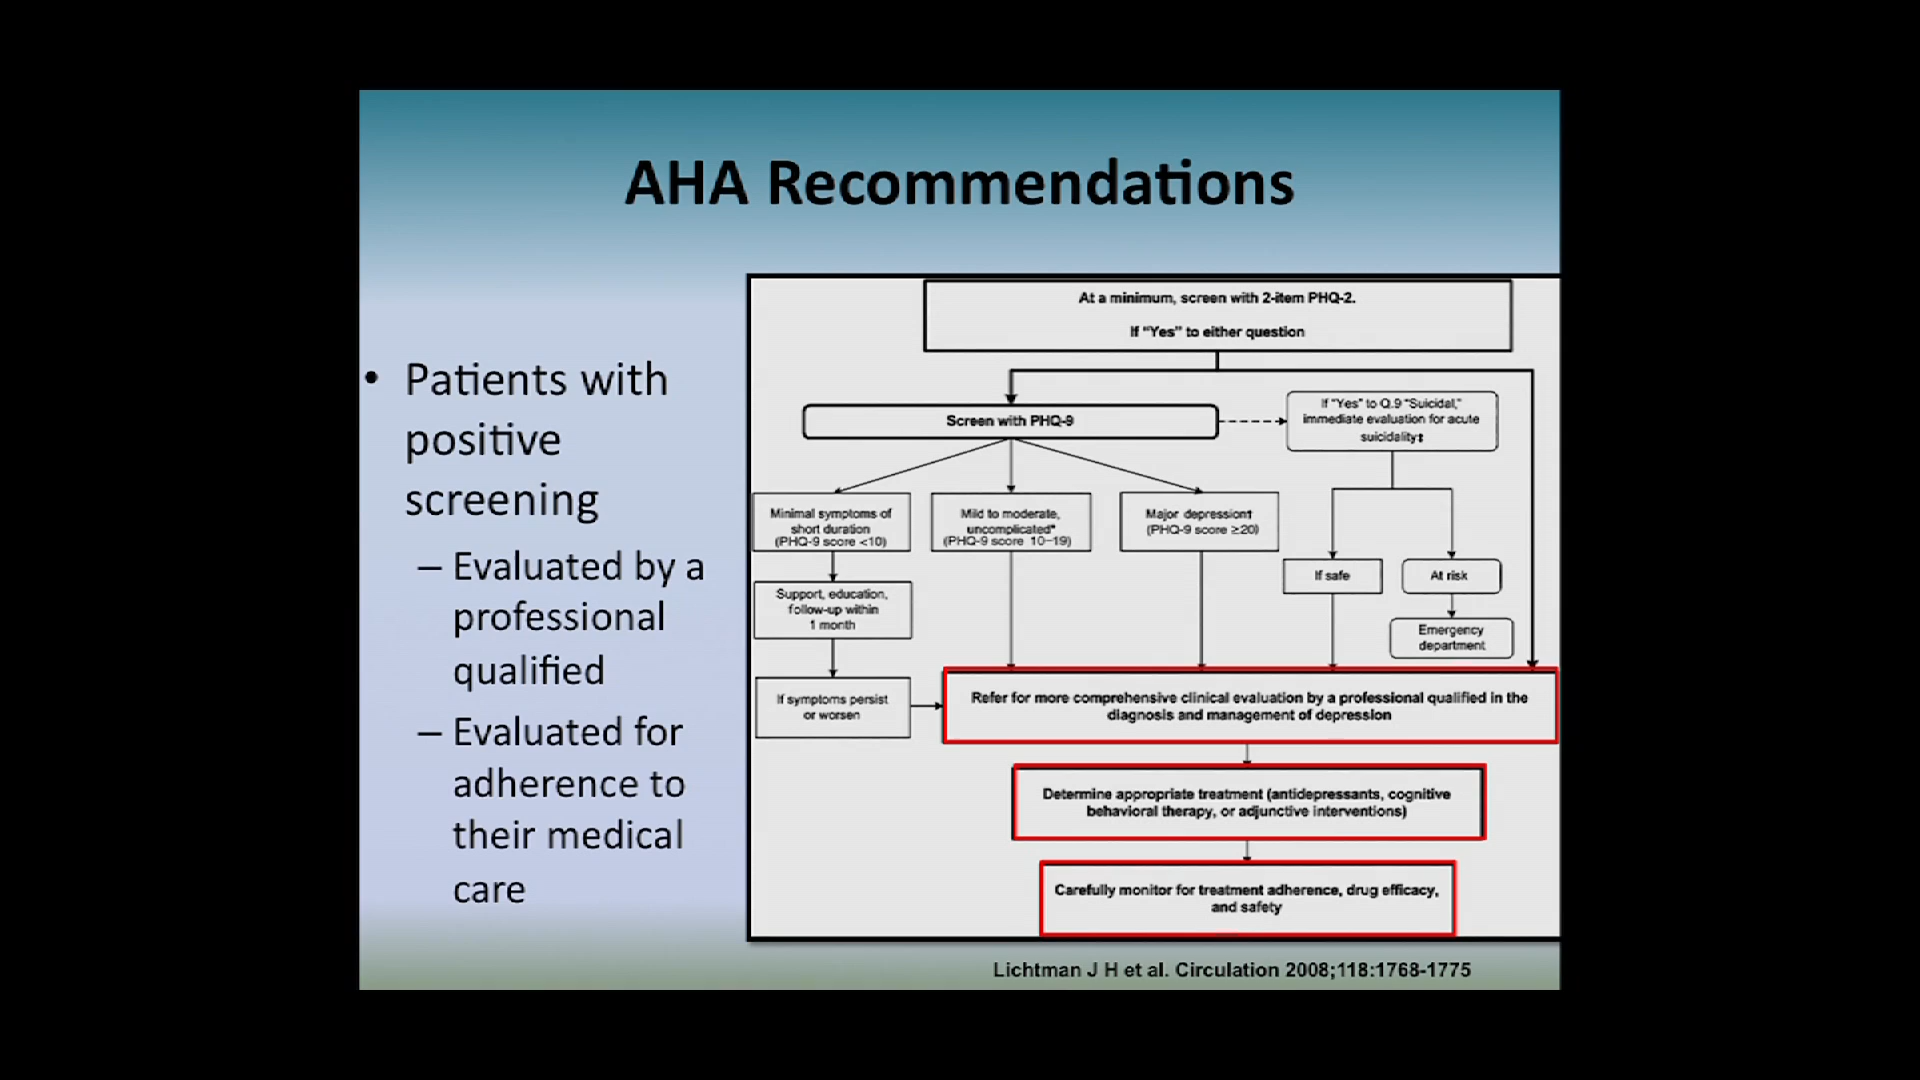 AHA Recommendations
• Patients with
positive
screening
– Evaluated by a
professional
qualified
– Evaluated for
adherence to
their medical
care
At a minimum, screen with 2-item PHQ-2.
If "Yes" to either question
Screen with PHQ-9
If "Yes" to Q.9 "Suicidal,"
immediate evaluation for acute
suicidality‡
Minimal symptoms of
short duration
(PHQ-9 score <10)
Mild to moderate,
uncomplicated*
(PHQ-9 score 10–19)
Major depression†
(PHQ-9 score ≥20)
If safe
At risk
Support, education,
follow-up within
1 month
Emergency
department
If symptoms persist
or worsen
Refer for more comprehensive clinical evaluation by a professional qualified in the
diagnosis and management of depression
Determine appropriate treatment (antidepressants, cognitive
behavioral therapy, or adjunctive interventions)
Carefully monitor for treatment adherence, drug efficacy,
and safety
Lichtman J H et al. Circulation 2008;118:1768-1775